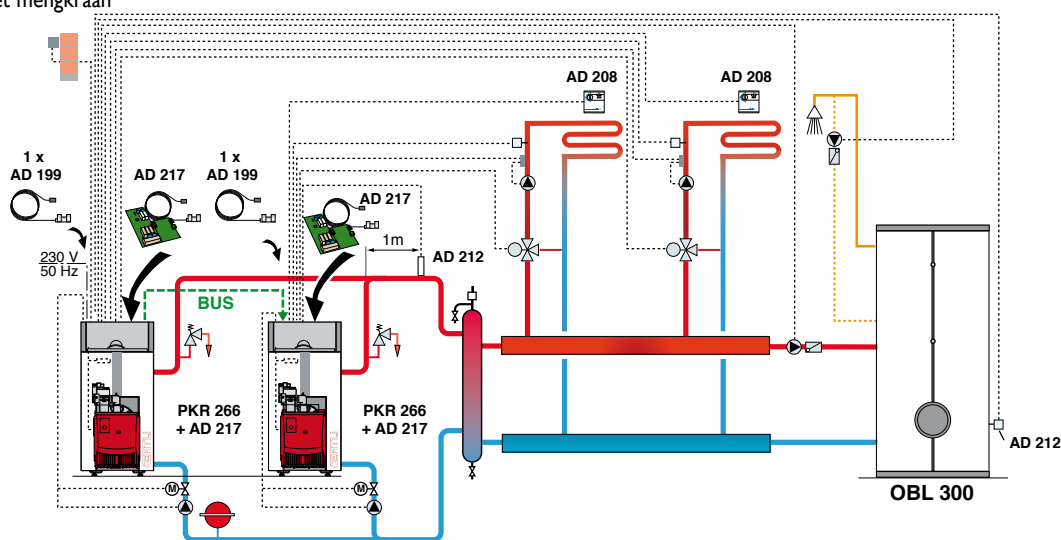 et mengkraan
AD 208
AD 208
1 x
AD 199
AD 217
1 x
AD 199
AD 217
1m
AD 212
230 V
50 Hz
BUS
PKR 266
+ AD 217
PKR 266
+ AD 217
M
M
AD 212
OBL 300